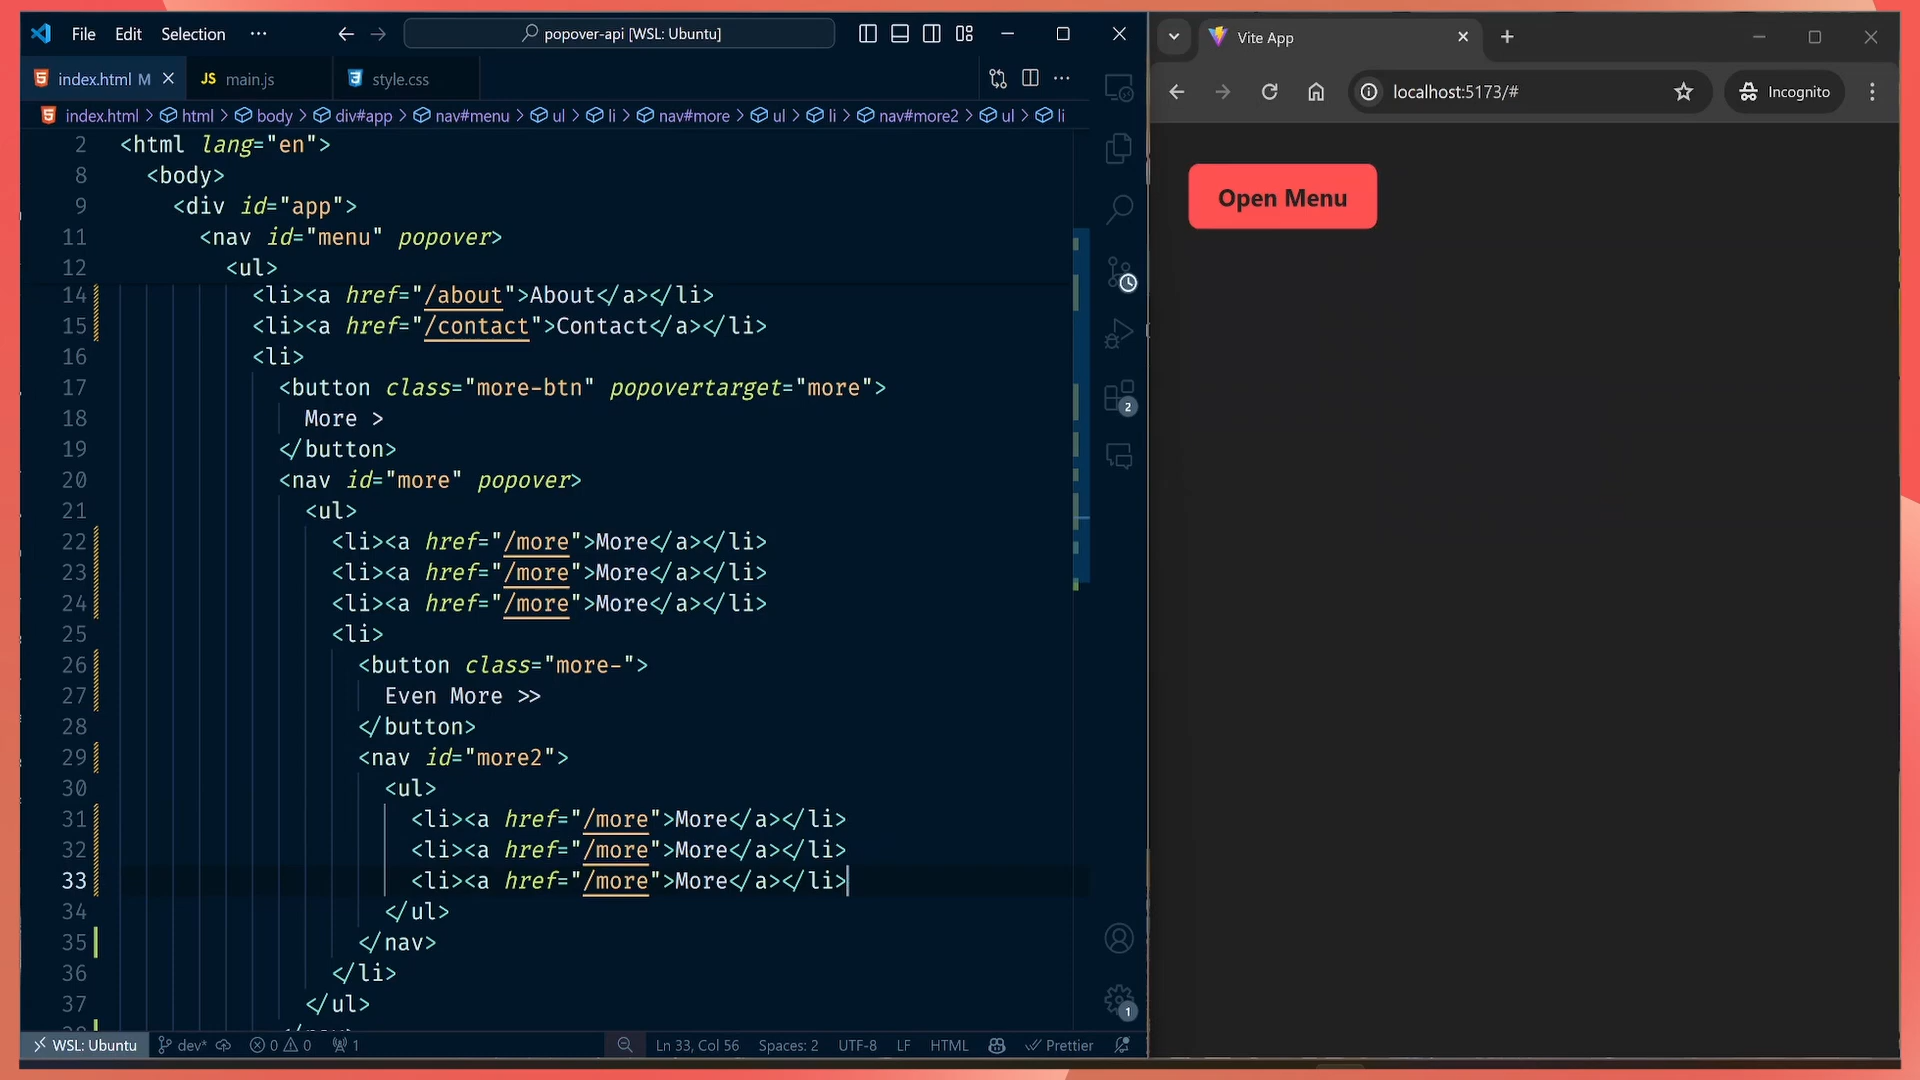 File Edit Selection ··· popover-api [WSL: Ubuntu]
index.html M JS main.js style.css
index.html > html > body > div#app > nav#menu > ul > li > nav#more > ul > li > nav#more2 > ul > li
2 <html lang="en">
8 <body>
9 <div id="app">
11 <nav id="menu" popover>
12 <ul>
14 <li><a href="/about">About</a></li>
15 <li><a href="/contact">Contact</a></li>
16 <li>
17 <button class="more-btn" popovertarget="more">
18 More >
19 </button>
20 <nav id="more" popover>
21 <ul>
22 <li><a href="/more">More</a></li>
23 <li><a href="/more">More</a></li>
24 <li><a href="/more">More</a></li>
25 <li>
26 <button class="more-">
27 Even More >>
28 </button>
29 <nav id="more2">
30 <ul>
31 <li><a href="/more">More</a></li>
32 <li><a href="/more">More</a></li>
33 <li><a href="/more">More</a></li>
34 </ul>
35 </nav>
36 </li>
37 </ul>
2
1
WSL: Ubuntu dev* 0 0 1 Ln 33, Col 56 Spaces: 2 UTF-8 LF HTML Prettier
Vite App
localhost:5173/# Incognito
Open Menu